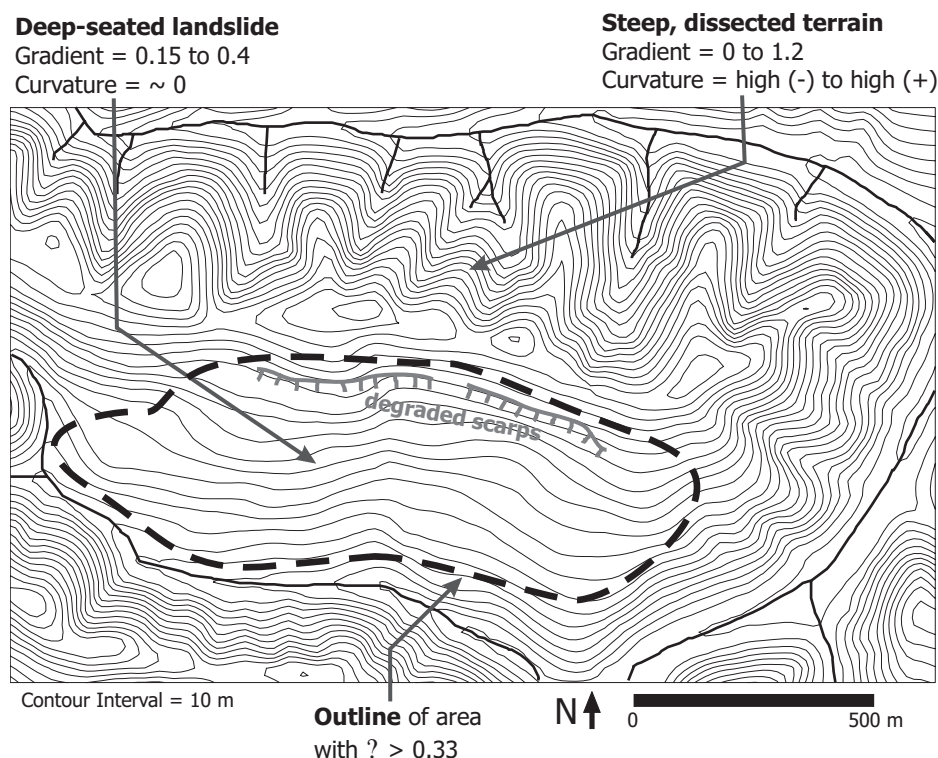 Deep-seated landslide
Gradient = 0.15 to 0.4
Curvature = ~ 0
Steep, dissected terrain
Gradient = 0 to 1.2
Curvature = high (-) to high (+)
degraded scarps
Contour Interval = 10 m
Outline of area
with ? > 0.33
N
0
500 m